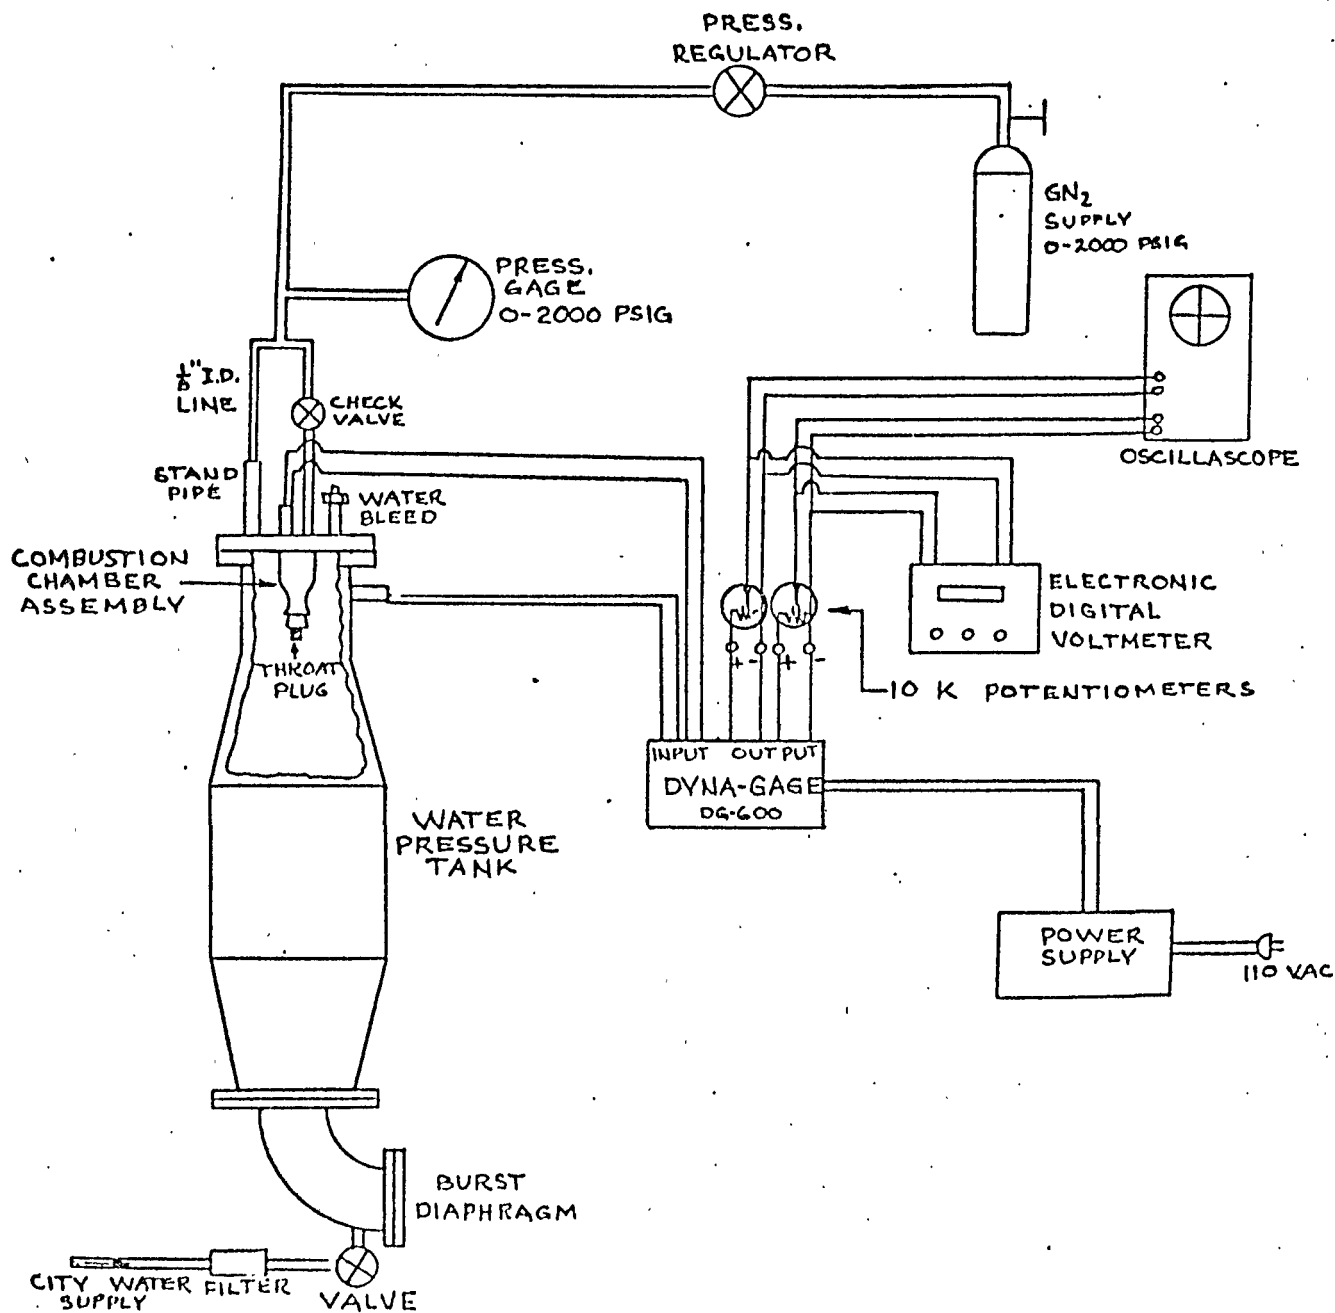 PRESS.
REGULATOR
GN₂
SUPPLY
0-2000 PSIG
PRESS.
GAGE
0-2000 PSIG
⅛" I.D.
LINE
CHECK
VALVE
STAND
PIPE
WATER
BLEED
OSCILLASCOPE
COMBUSTION
CHAMBER
ASSEMBLY
THROAT
PLUG
ELECTRONIC
DIGITAL
VOLTMETER
+ - + -
10 K POTENTIOMETERS
INPUT OUTPUT
DYNA-GAGE
DG-600
WATER
PRESSURE
TANK
POWER
SUPPLY
110 VAC
BURST
DIAPHRAGM
CITY WATER
SUPPLY
FILTER
VALVE